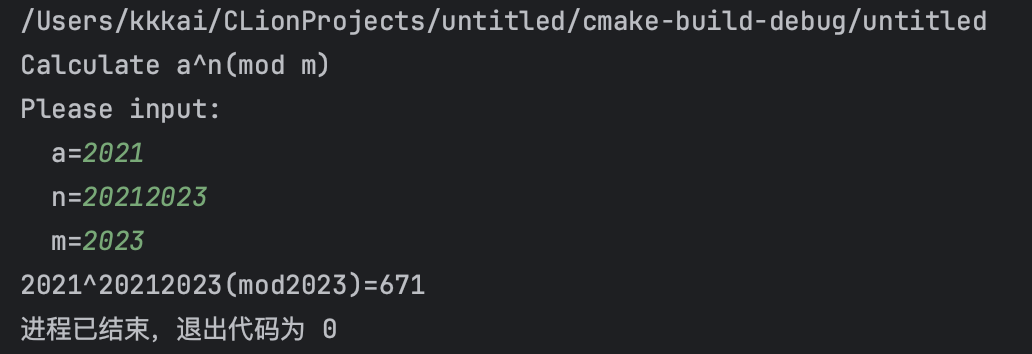 /Users/kkkai/CLionProjects/untitled/cmake-build-debug/untitled
Calculate a^n(mod m)
Please input:
  a=2021
  n=20212023
  m=2023
2021^20212023(mod2023)=671
进程已结束，退出代码为 0